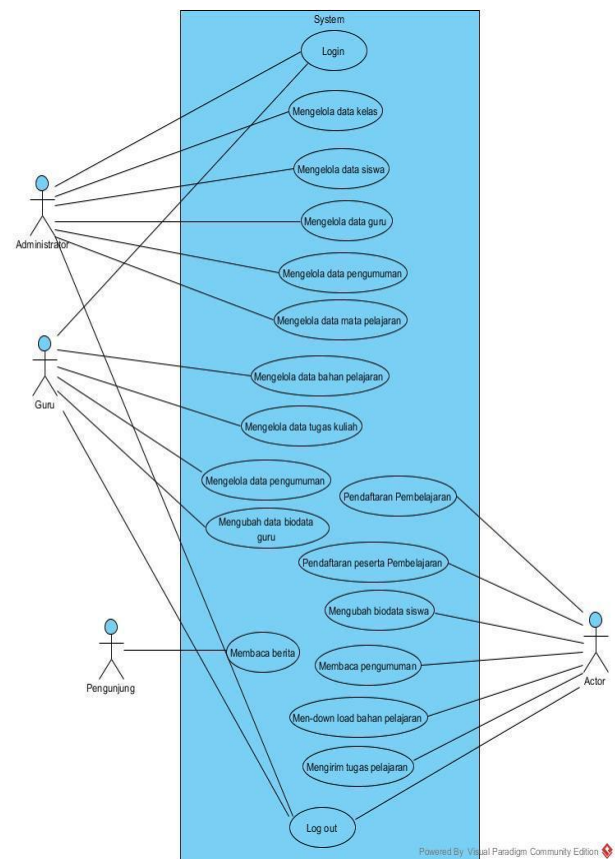 System
Login
Mengelola data kelas
Mengelola data siswa
Mengelola data guru
Administrator
Mengelola data pengumuman
Mengelola data mata pelajaran
Mengelola data bahan pelajaran
Guru
Mengelola data tugas kuliah
Mengelola data pengumuman
Pendaftaran Pembelajaran
Mengubah data biodata
guru
Pendaftaran peserta Pembelajaran
Mengubah biodata siswa
Membaca berita
Membaca pengumuman
Pengunjung
Actor
Men-down load bahan pelajaran
Mengirim tugas pelajaran
Log out
Powered By Visual Paradigm Community Edition